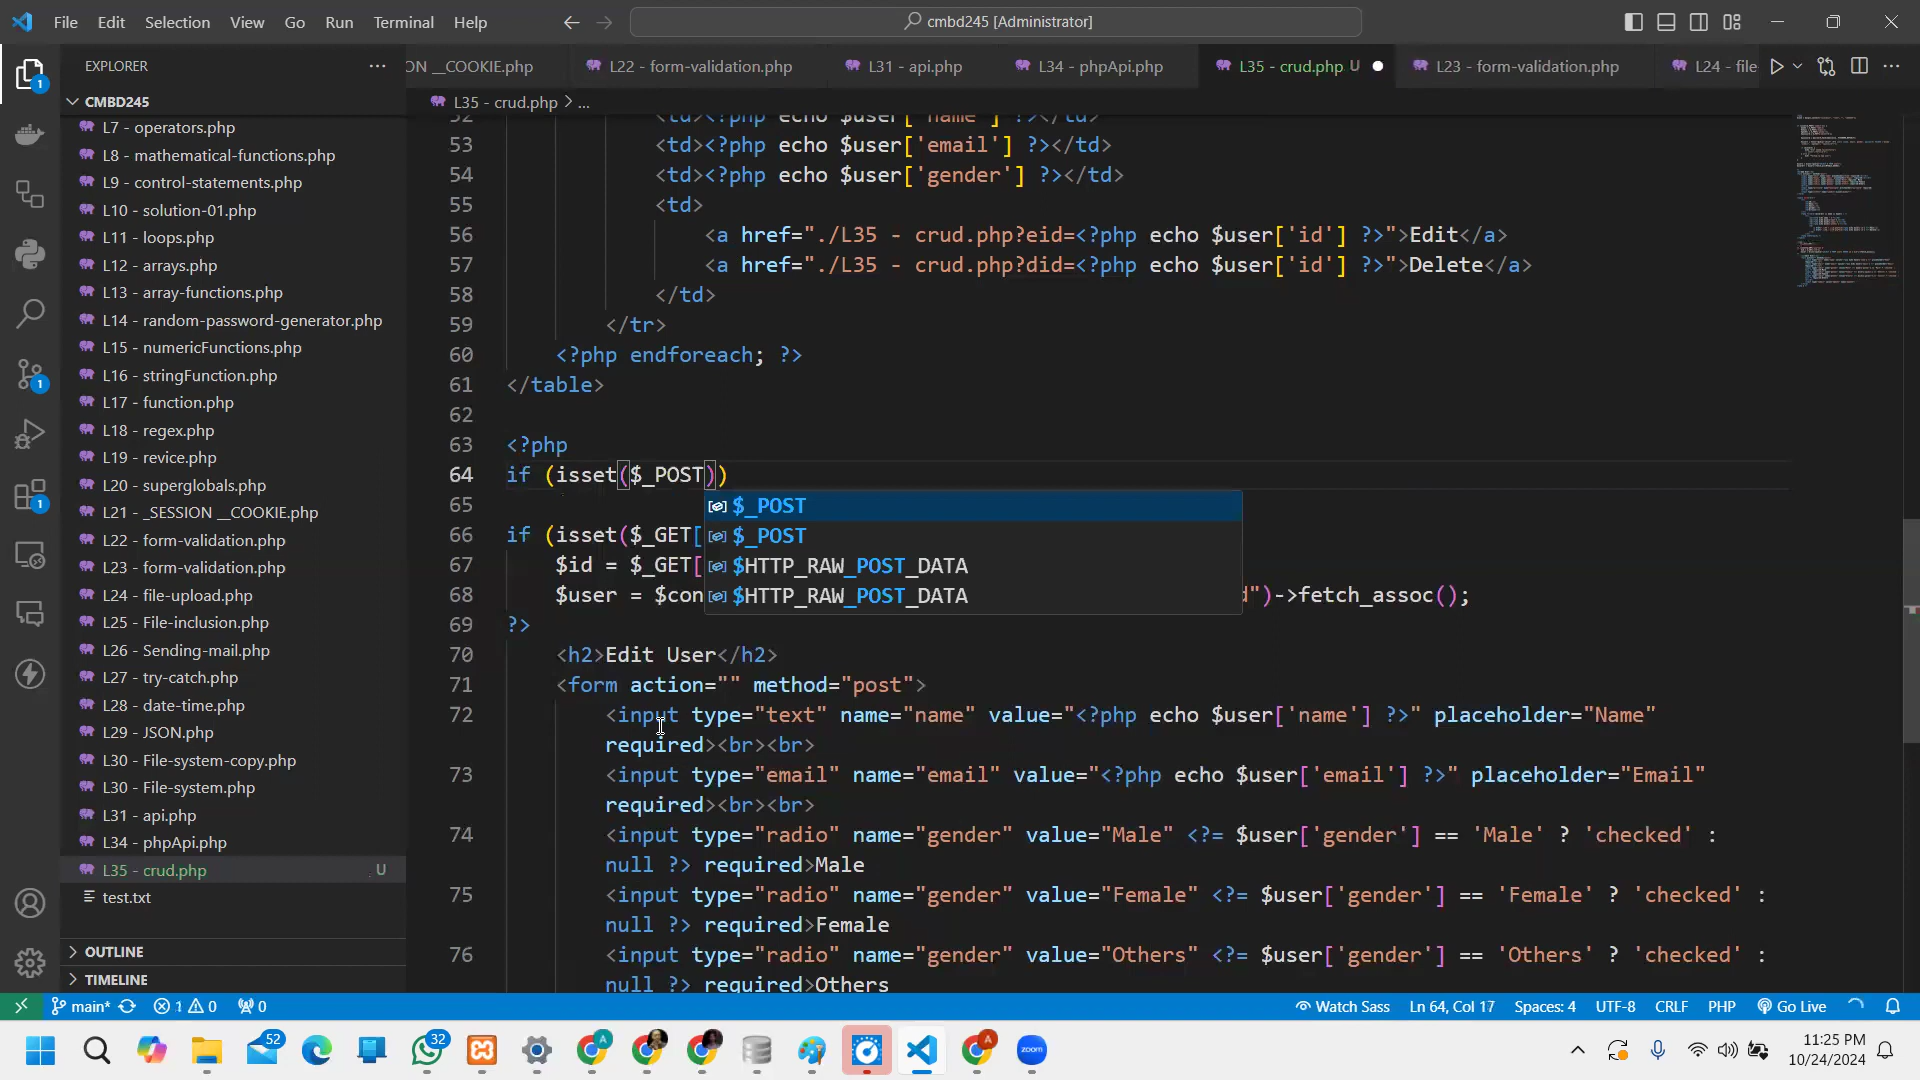 File Edit Selection View Go Run Terminal Help
cmbd245 [Administrator]
EXPLORER
ON __COOKIE.php
L22 - form-validation.php
L31 - api.php
L34 - phpApi.php
L35 - crud.php U
L23 - form-validation.php
L24 - file
CMBD245
L35 - crud.php > ...
L7 - operators.php
L8 - mathematical-functions.php
L9 - control-statements.php
L10 - solution-01.php
L11 - loops.php
L12 - arrays.php
L13 - array-functions.php
L14 - random-password-generator.php
L15 - numericFunctions.php
L16 - stringFunction.php
L17 - function.php
L18 - regex.php
L19 - revice.php
L20 - superglobals.php
L21 - _SESSION __COOKIE.php
L22 - form-validation.php
L23 - form-validation.php
L24 - file-upload.php
L25 - File-inclusion.php
L26 - Sending-mail.php
L27 - try-catch.php
L28 - date-time.php
L29 - JSON.php
L30 - File-system-copy.php
L30 - File-system.php
L31 - api.php
L34 - phpApi.php
L35 - crud.php U
test.txt
OUTLINE
TIMELINE
52 <td><?php echo $user['name'] ?></td>
53 <td><?php echo $user['email'] ?></td>
54 <td><?php echo $user['gender'] ?></td>
55 <td>
56 <a href="./L35 - crud.php?eid=<?php echo $user['id'] ?>">Edit</a>
57 <a href="./L35 - crud.php?did=<?php echo $user['id'] ?>">Delete</a>
58 </td>
59 </tr>
60 <?php endforeach; ?>
61 </table>
62
63 <?php
64 if (isset($_POST))
65
$_POST
$_POST
$HTTP_RAW_POST_DATA
$HTTP_RAW_POST_DATA
66 if (isset($_GET[
67 $id = $_GET[
68 $user = $con d")->fetch_assoc();
69 ?>
70 <h2>Edit User</h2>
71 <form action="" method="post">
72 <input type="text" name="name" value="<?php echo $user['name'] ?>" placeholder="Name"
required><br><br>
73 <input type="email" name="email" value="<?php echo $user['email'] ?>" placeholder="Email"
required><br><br>
74 <input type="radio" name="gender" value="Male" <?= $user['gender'] == 'Male' ? 'checked' :
null ?> required>Male
75 <input type="radio" name="gender" value="Female" <?= $user['gender'] == 'Female' ? 'checked' :
null ?> required>Female
76 <input type="radio" name="gender" value="Others" <?= $user['gender'] == 'Others' ? 'checked' :
null ?> required>Others
main* 1 0 0
Watch Sass Ln 64, Col 17 Spaces: 4 UTF-8 CRLF PHP Go Live
52
32
zoom
11:25 PM
10/24/2024